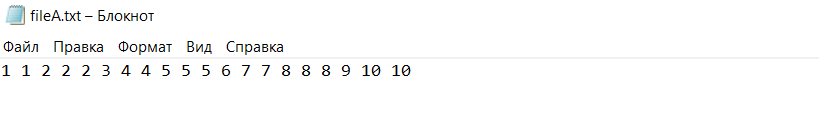 fileA.txt – Блокнот
Файл Правка Формат Вид Справка
1 1 2 2 2 3 4 4 5 5 5 6 7 7 8 8 8 9 10 10